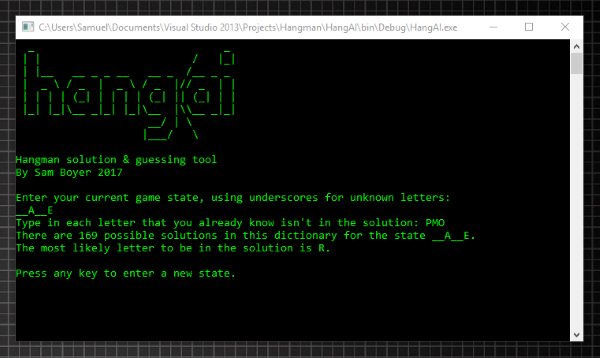 C:\Users\Samuel\Documents\Visual Studio 2013\Projects\Hangman\HangAI\bin\Debug\HangAI.exe
hangai
Hangman solution & guessing tool
By Sam Boyer 2017
Enter your current game state, using underscores for unknown letters:
__A__E
Type in each letter that you already know isn't in the solution: PMO
There are 169 possible solutions in this dictionary for the state __A__E.
The most likely letter to be in the solution is R.
Press any key to enter a new state.